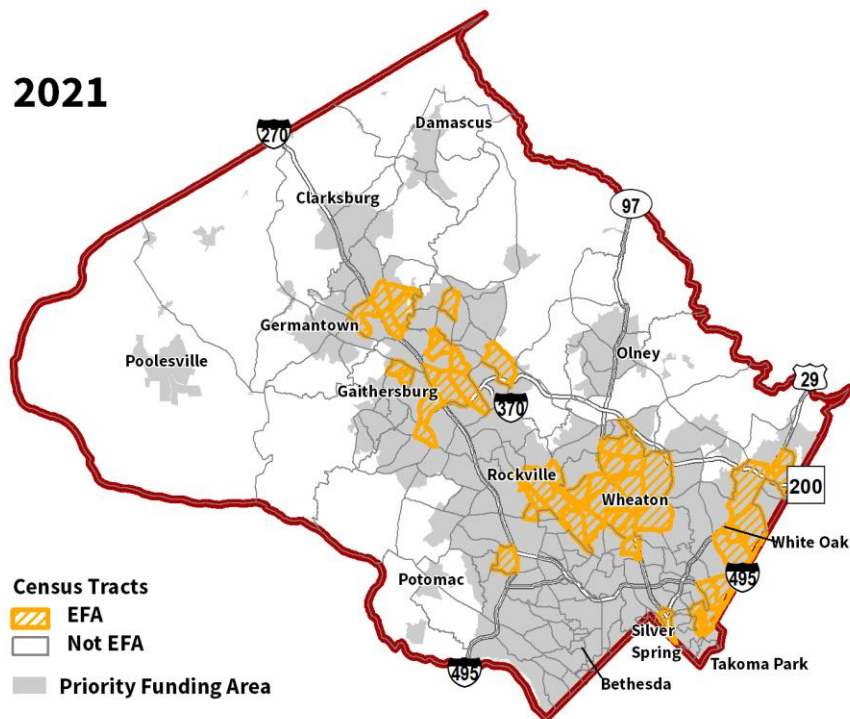 2021
270
Damascus
Clarksburg
97
Germantown
Poolesville
Olney
29
Gaithersburg
370
Rockville
Wheaton
200
White Oak
495
Potomac
Census Tracts
EFA
Not EFA
Priority Funding Area
Silver
Spring
Takoma Park
495
Bethesda